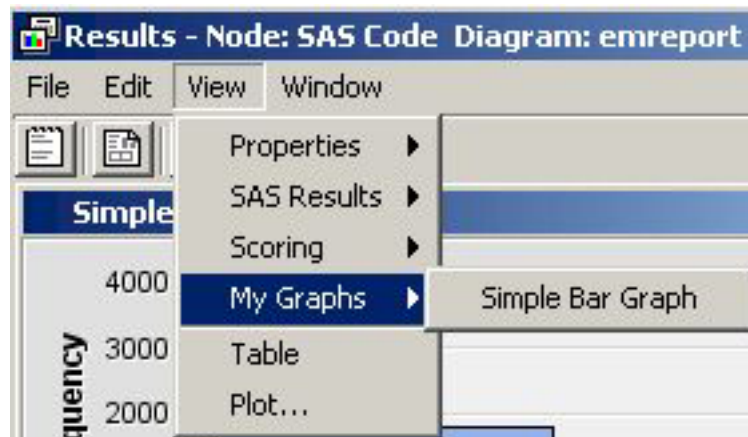 Results - Node: SAS Code Diagram: emreport
File Edit View Window
Properties
SAS Results
Scoring
My Graphs
Simple Bar Graph
Table
Plot...
Simple
4000
3000
2000